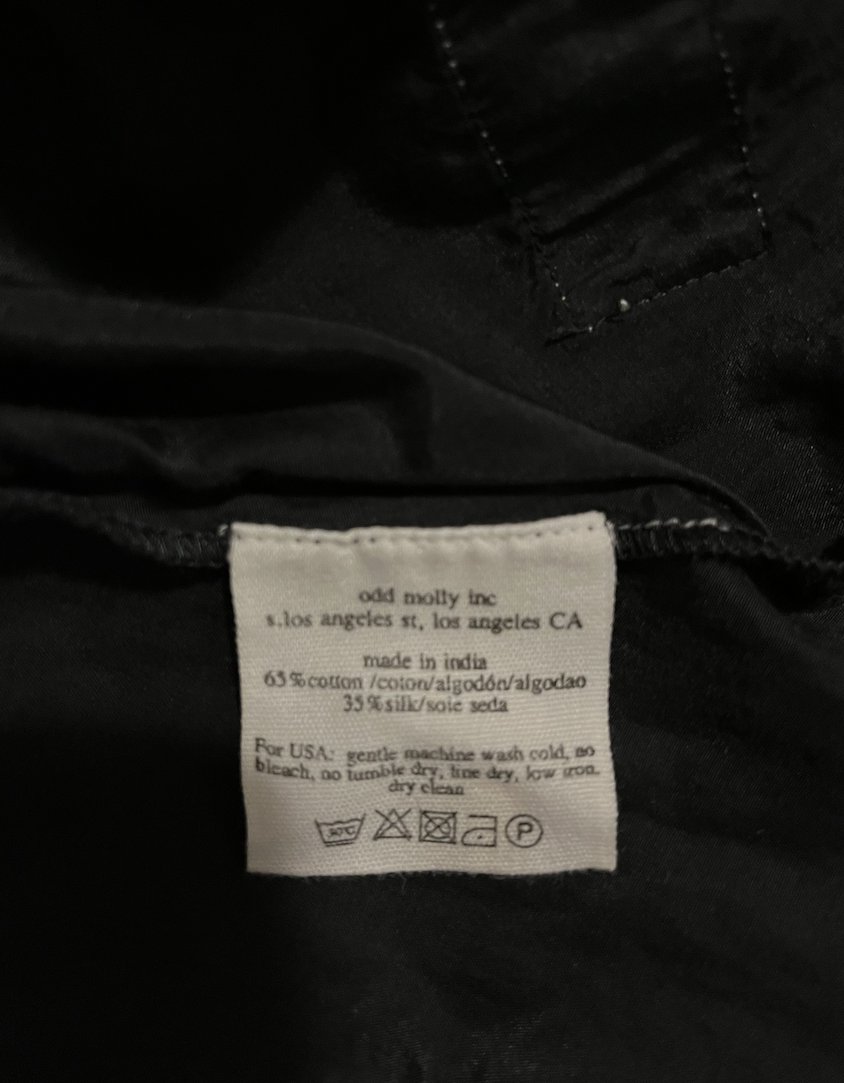 odd molly inc
s.los angeles st, los angeles CA
made in india
65%cotton /coton/algodón/algodao
35%silk/soie seda
For USA: gentle machine wash cold, no
bleach, no tumble dry, line dry, low iron.
dry clean
30°C
P